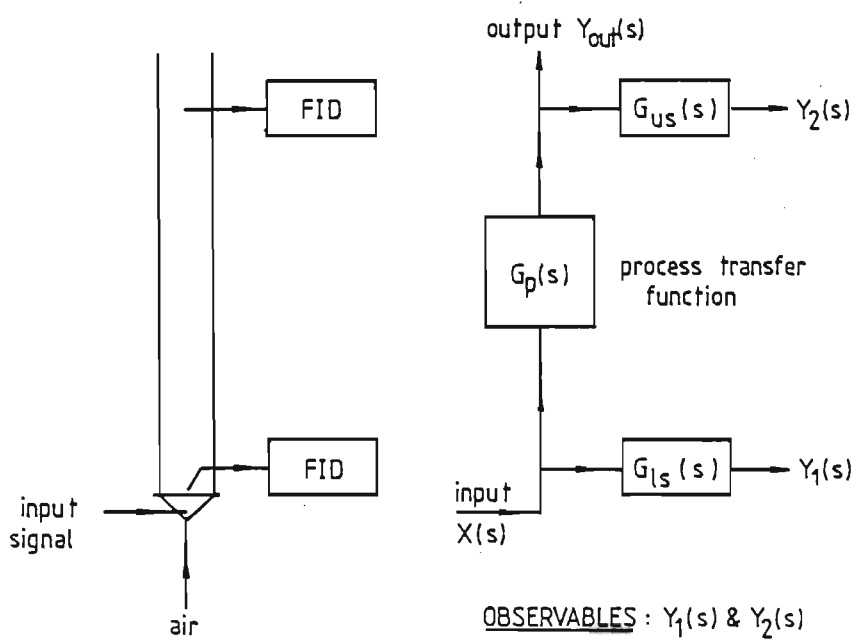 output Y_out(s)
FID
G_us(s)
Y_2(s)
G_p(s)
process transfer
function
FID
G_ls(s)
Y_1(s)
input
signal
input
X(s)
air
OBSERVABLES : Y_1(s) & Y_2(s)